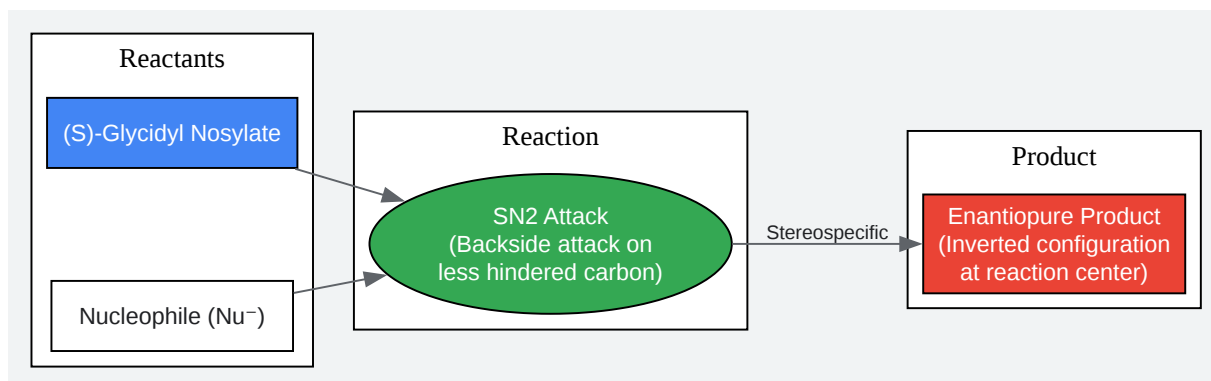 Reactants
(S)-Glycidyl Nosylate
Nucleophile (Nu⁻)
Reaction
SN2 Attack
(Backside attack on
less hindered carbon)
Stereospecific
Product
Enantiopure Product
(Inverted configuration
at reaction center)